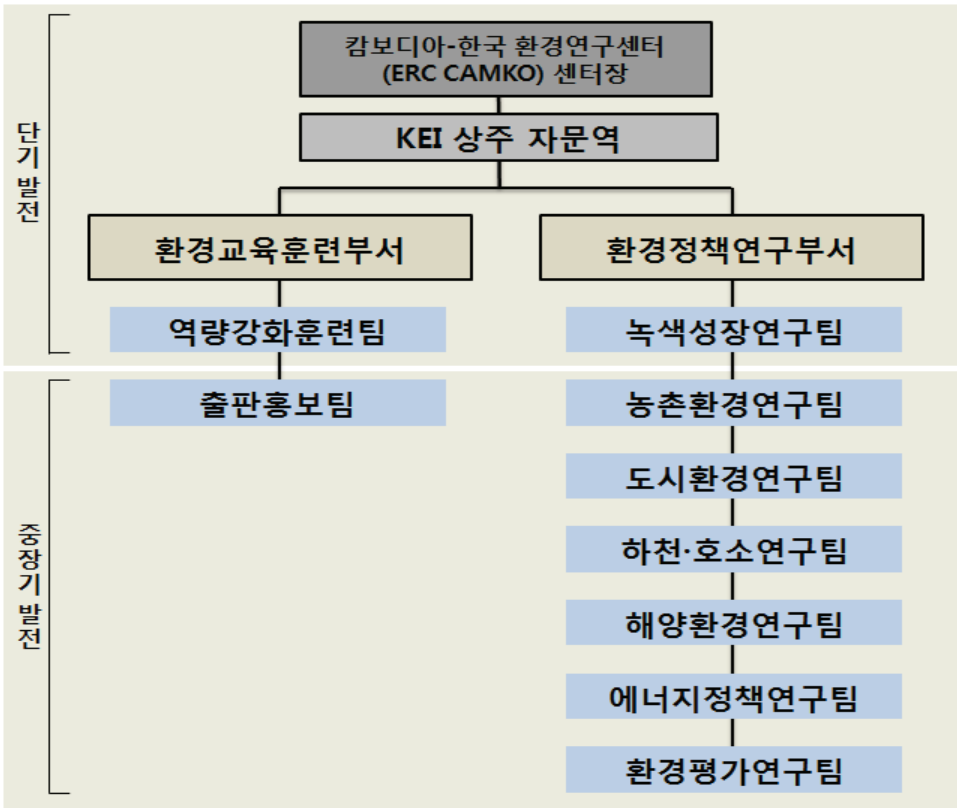 캄보디아-한국 환경연구센터
(ERC CAMKO) 센터장
KEI 상주 자문역
단기 발전
환경교육훈련부서
환경정책연구부서
역량강화훈련팀
녹색성장연구팀
출판홍보팀
농촌환경연구팀
도시환경연구팀
하천·호소연구팀
중장기 발전
해양환경연구팀
에너지정책연구팀
환경평가연구팀